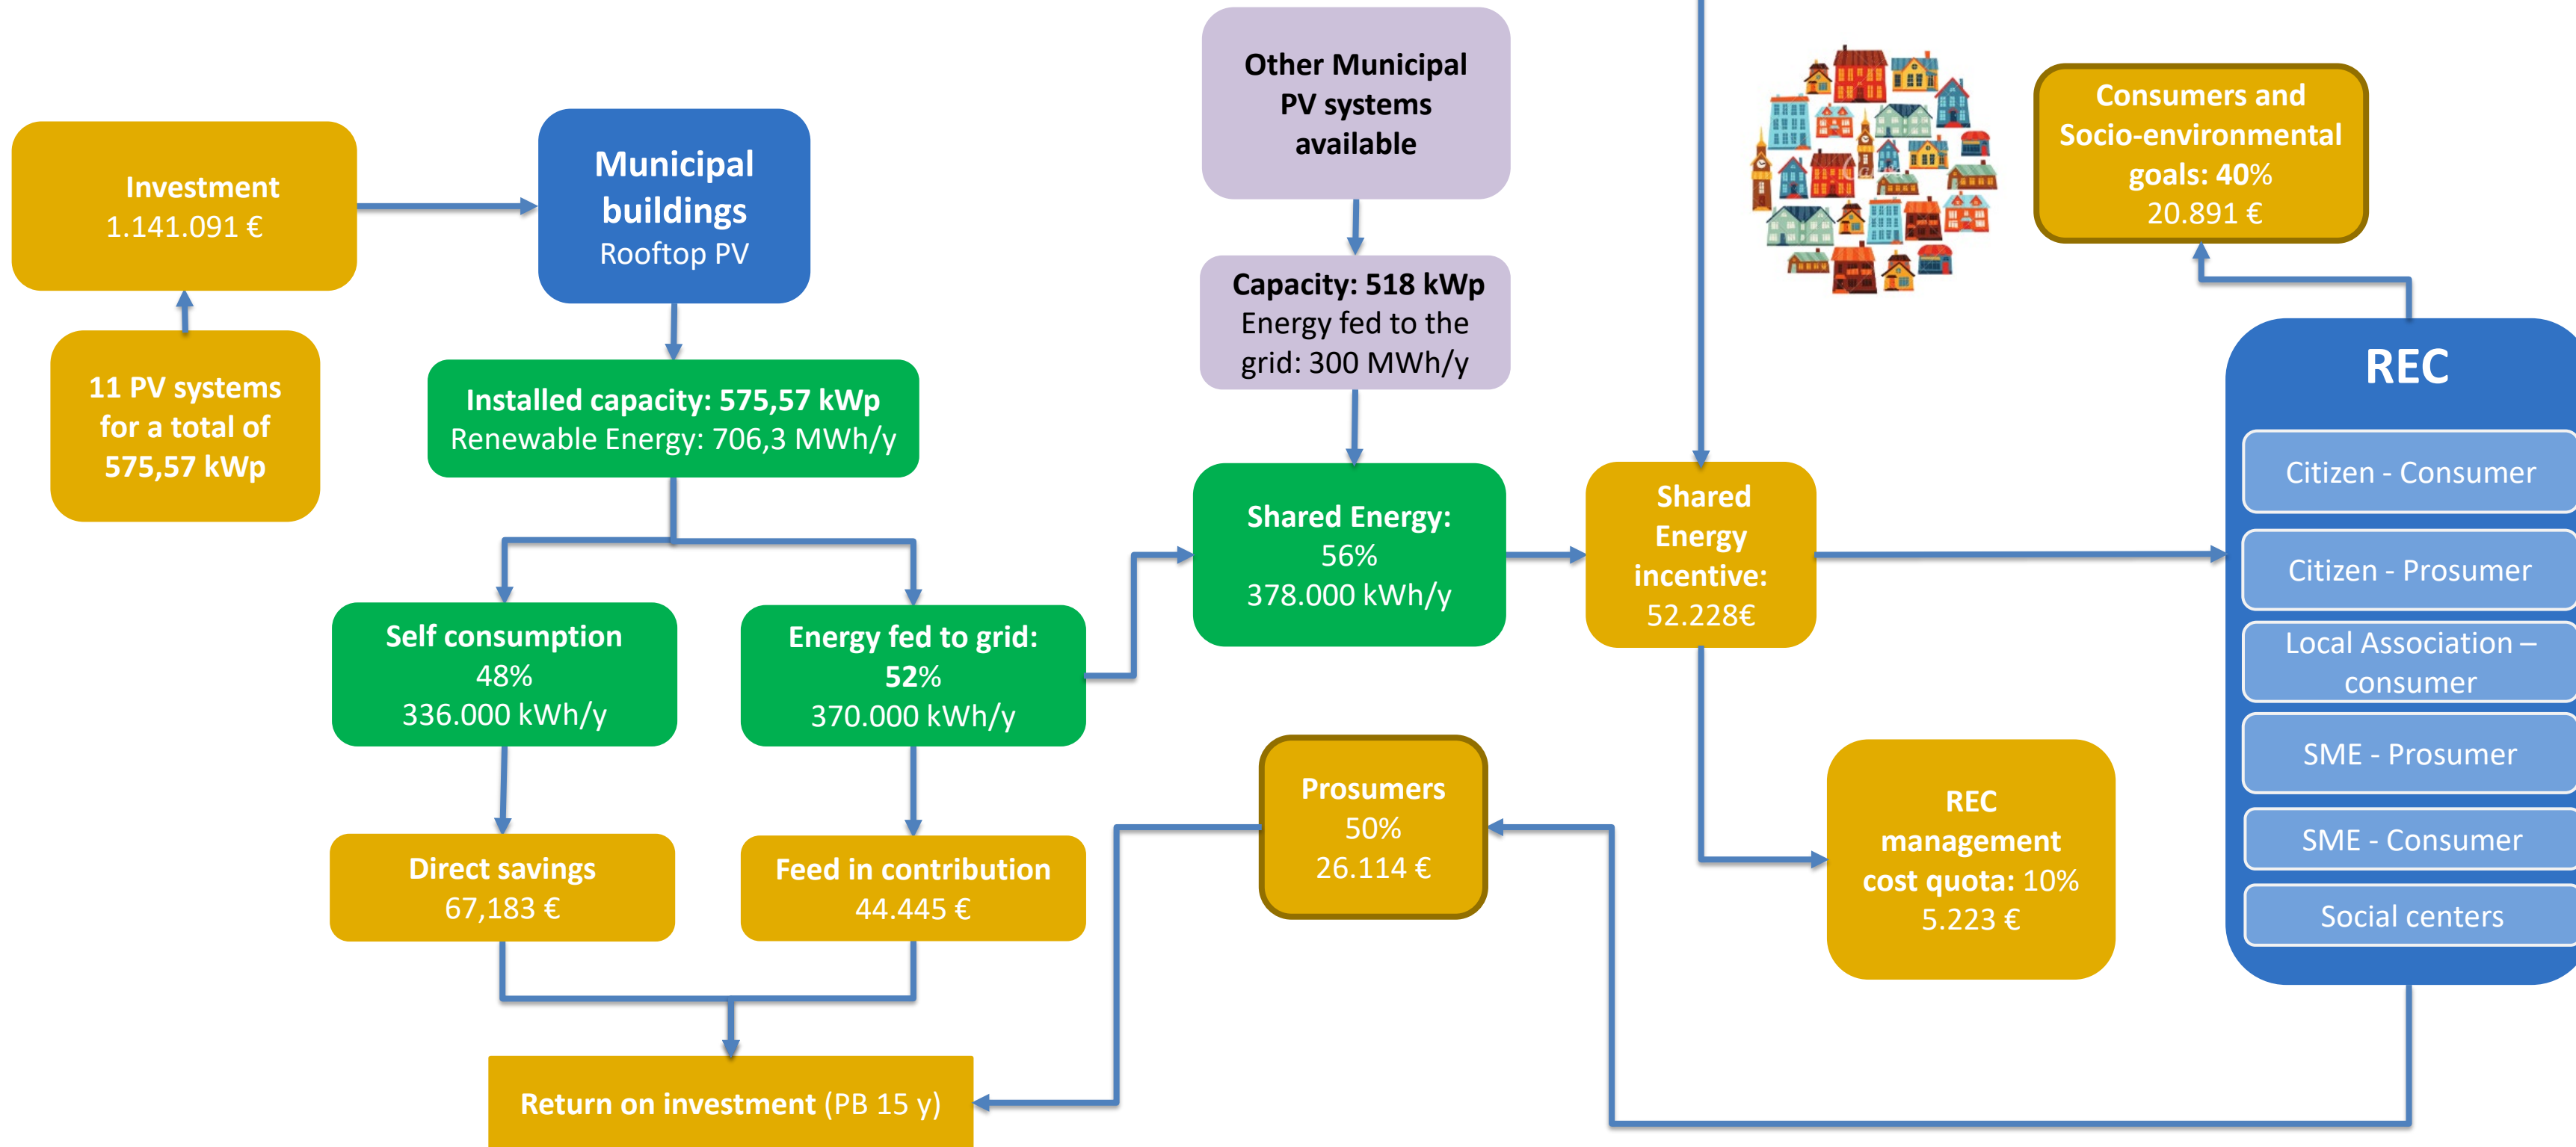 Investment
1.141.091 €
11 PV systems
for a total of
575,57 kWp
Municipal
buildings
Rooftop PV
Installed capacity: 575,57 kWp
Renewable Energy: 706,3 MWh/y
Self consumption
48%
336.000 kWh/y
Energy fed to grid:
52%
370.000 kWh/y
Direct savings
67,183 €
Feed in contribution
44.445 €
Return on investment (PB 15 y)
Other Municipal
PV systems
available
Capacity: 518 kWp
Energy fed to the
grid: 300 MWh/y
Shared Energy:
56%
378.000 kWh/y
Shared
Energy
incentive:
52.228€
Prosumers
50%
26.114 €
REC
management
cost quota: 10%
5.223 €
Consumers and
Socio-environmental
goals: 40%
20.891 €
REC
Citizen - Consumer
Citizen - Prosumer
Local Association –
consumer
SME - Prosumer
SME - Consumer
Social centers